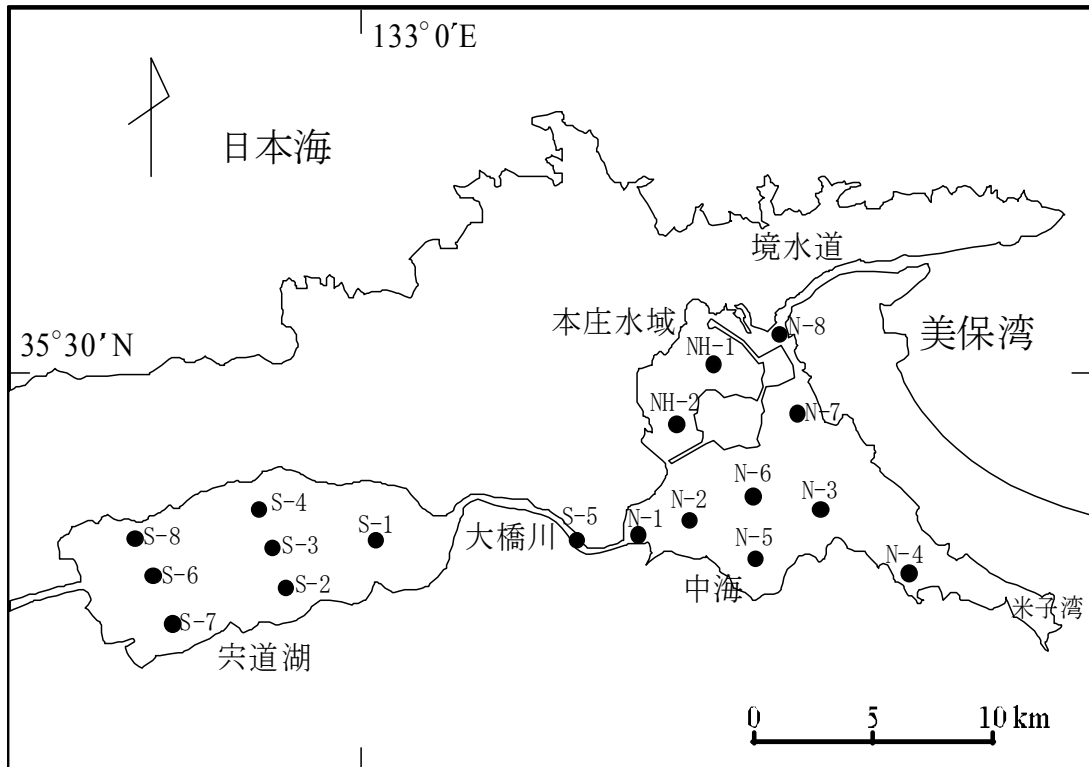 133°0′E
日本海
境水道
本庄水域
N-8
35°30′N
美保湾
NH-1
NH-2
N-7
N-6
S-4
N-3
N-2
S-8
S-1
大橋川
S-5
N-1
S-3
N-5
S-6
S-2
中海
N-4
米子湾
S-7
宍道湖
0 5 10 km